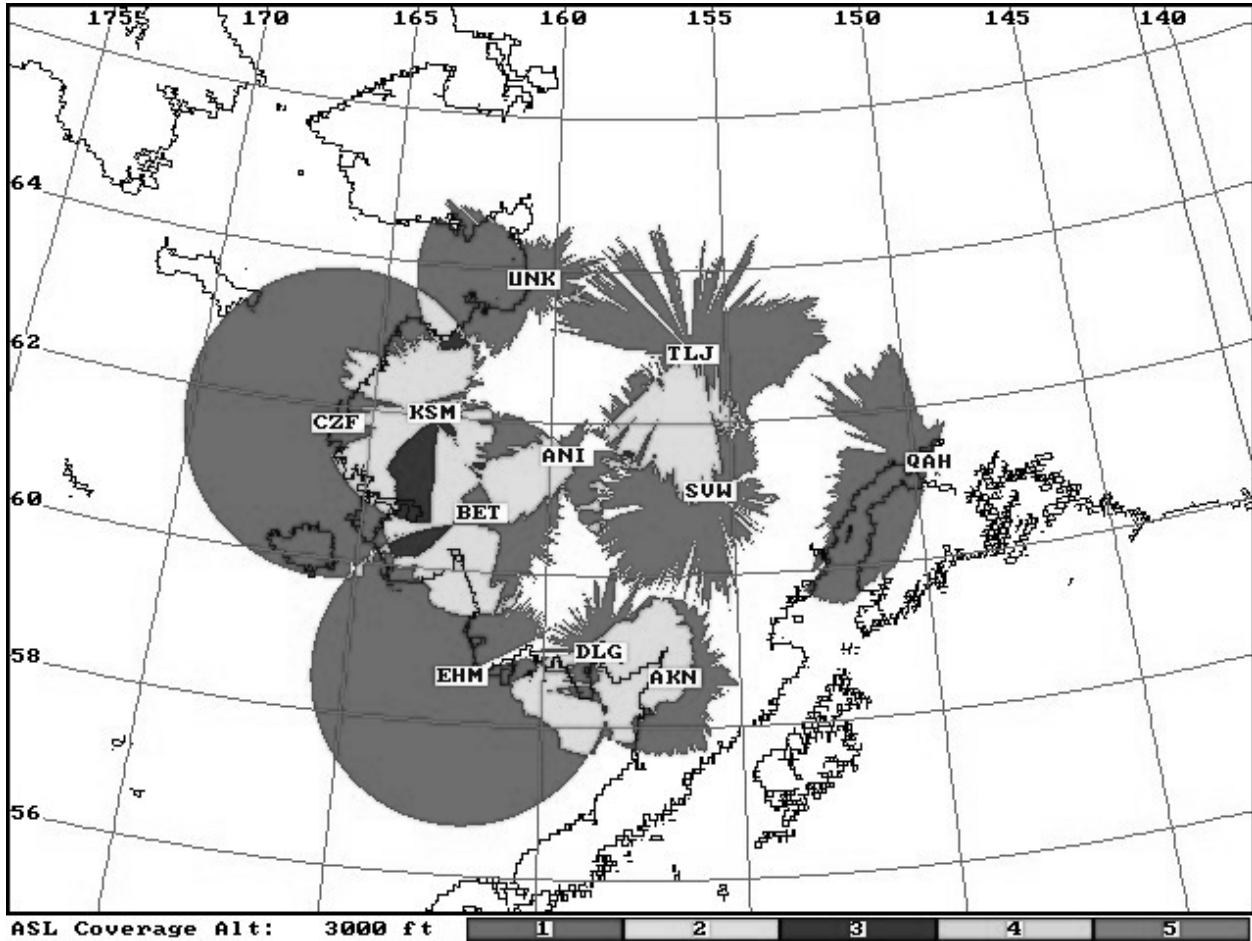 175 170 165 160 155 150 145 140
64
UNK
62
TLJ
CZF KSM
ANI QAH
60
SVW
BET
58
DLG
EHM AKN
56
ASL Coverage Alt: 3000 ft 1 2 3 4 5